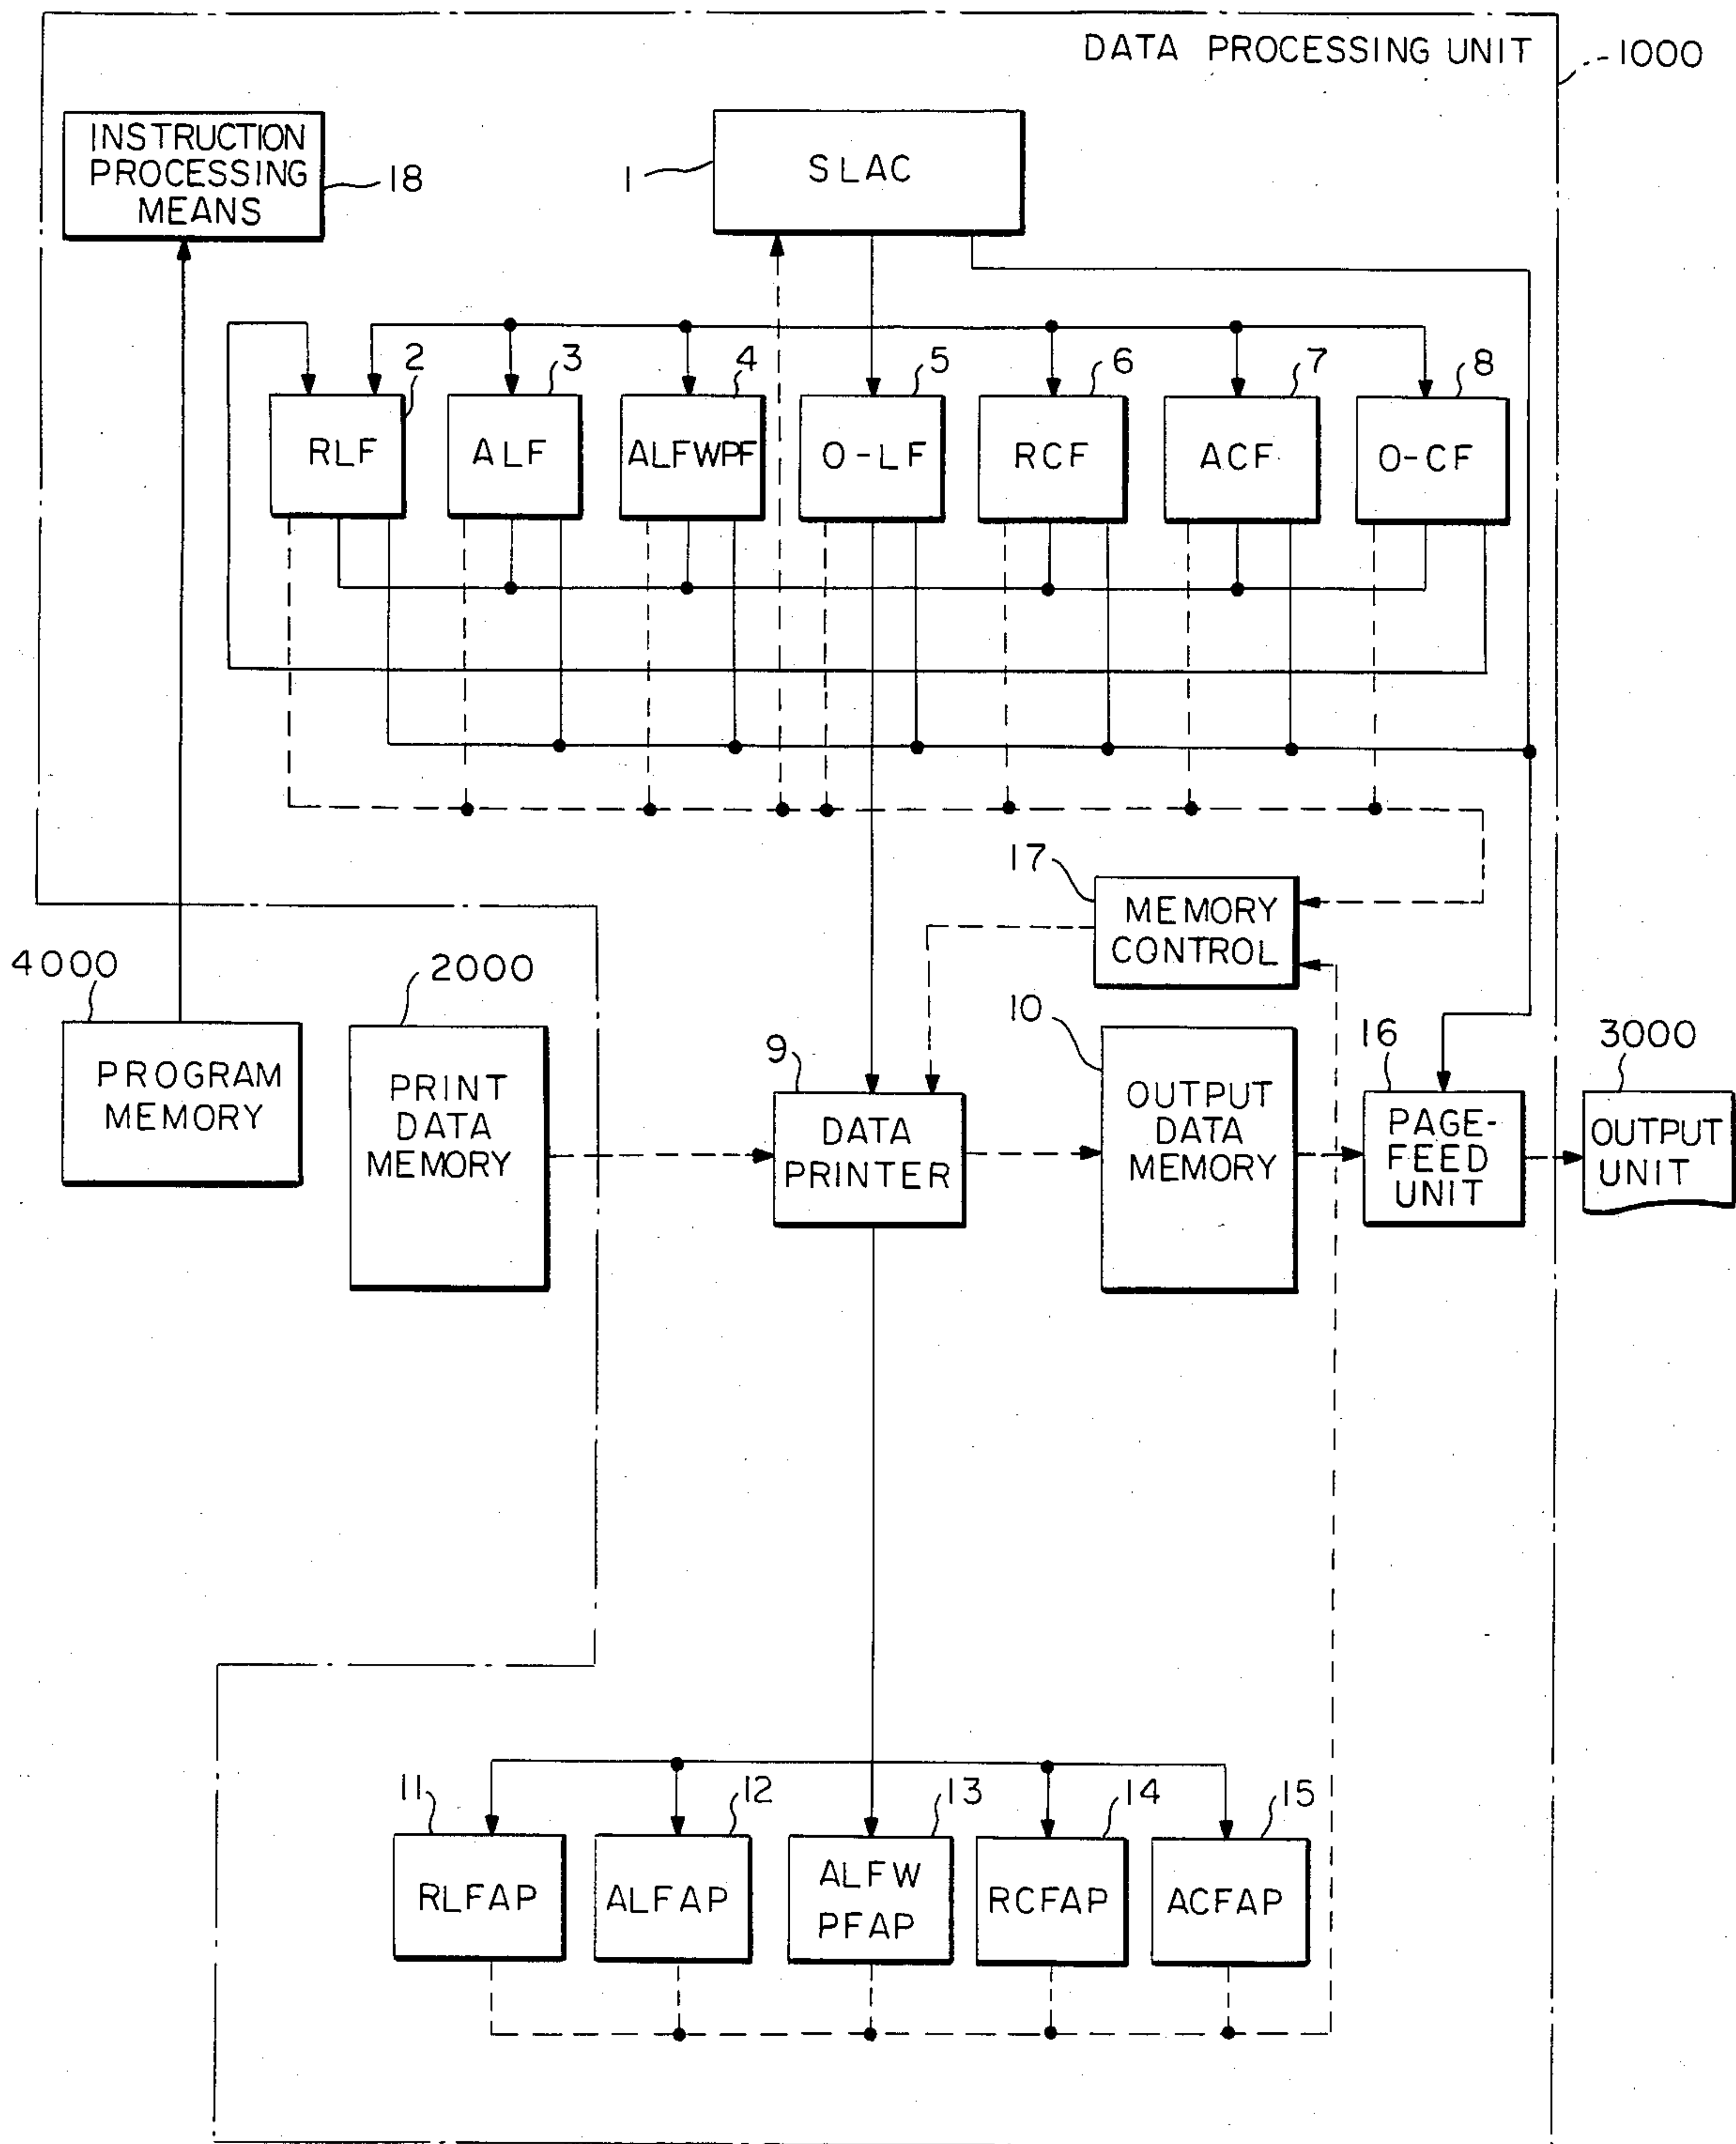 DATA PROCESSING UNIT
1000
INSTRUCTION
PROCESSING
MEANS
18
1
SLAC
2
3
4
5
6
7
8
RLF
ALF
ALFWPF
O-LF
RCF
ACF
O-CF
17
MEMORY
CONTROL
4000
2000
10
16
3000
9
PROGRAM
MEMORY
PRINT
DATA
MEMORY
DATA
PRINTER
OUTPUT
DATA
MEMORY
PAGE-
FEED
UNIT
OUTPUT
UNIT
11
12
13
14
15
RLFAP
ALFAP
ALFW
PFAP
RCFAP
ACFAP